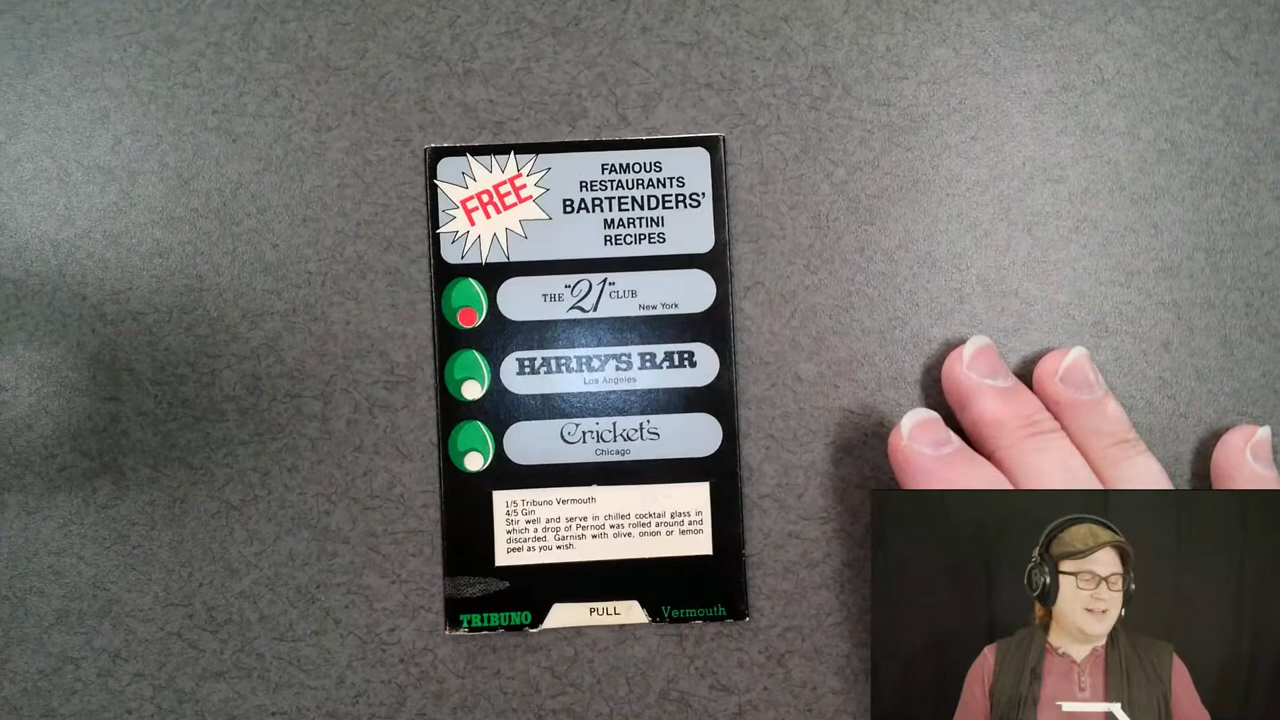 FREE
FAMOUS
RESTAURANTS
BARTENDERS'
MARTINI
RECIPES
THE "21" CLUB
New York
HARRY'S BAR
Los Angeles
Cricket's
Chicago
1/5 Tribuno Vermouth
4/5 Gin
Stir well and serve in chilled cocktail glass in
which a drop of Pernod was rolled around and
discarded. Garnish with olive, onion or lemon
peel as you wish.
TRIBUNO
PULL
Vermouth